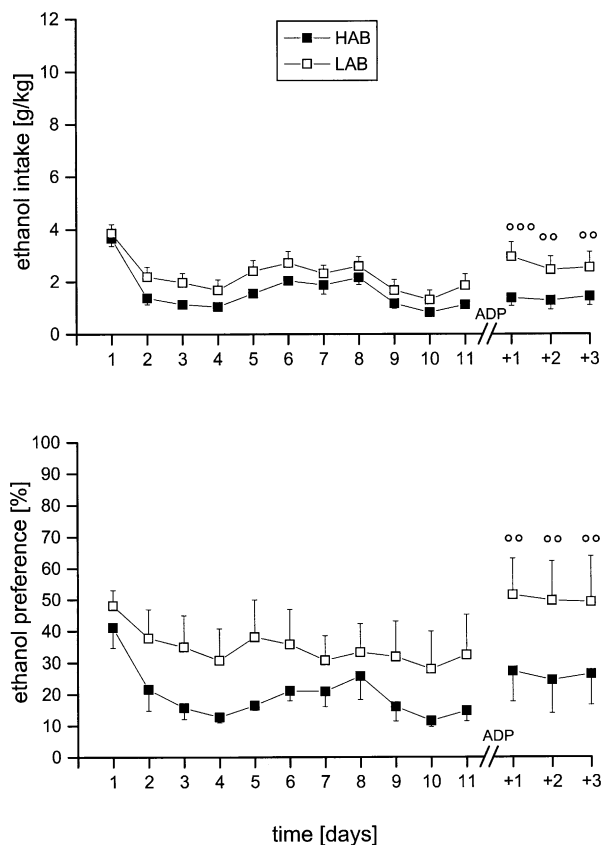 12
10
8
6
4
2
0
ethanol intake [g/kg]
HAB
LAB
°°° °° °°
ADP
1 2 3 4 5 6 7 8 9 10 11 +1 +2 +3
100
90
80
70
60
50
40
30
20
10
0
ethanol preference [%]
°° °° °°
ADP
1 2 3 4 5 6 7 8 9 10 11 +1 +2 +3
time [days]